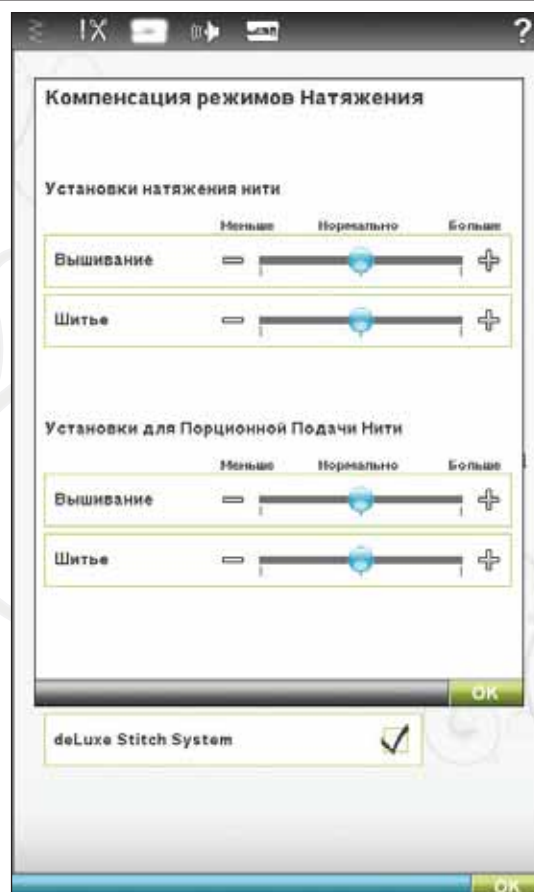 ?
Компенсация режимов Натяжения
Установки натяжения нити
Меньше Нормально Больше
Вышивание
Шитье
Установки для Порционной Подачи Нити
Меньше Нормально Больше
Вышивание
Шитье
OK
deLuxe Stitch System
OK